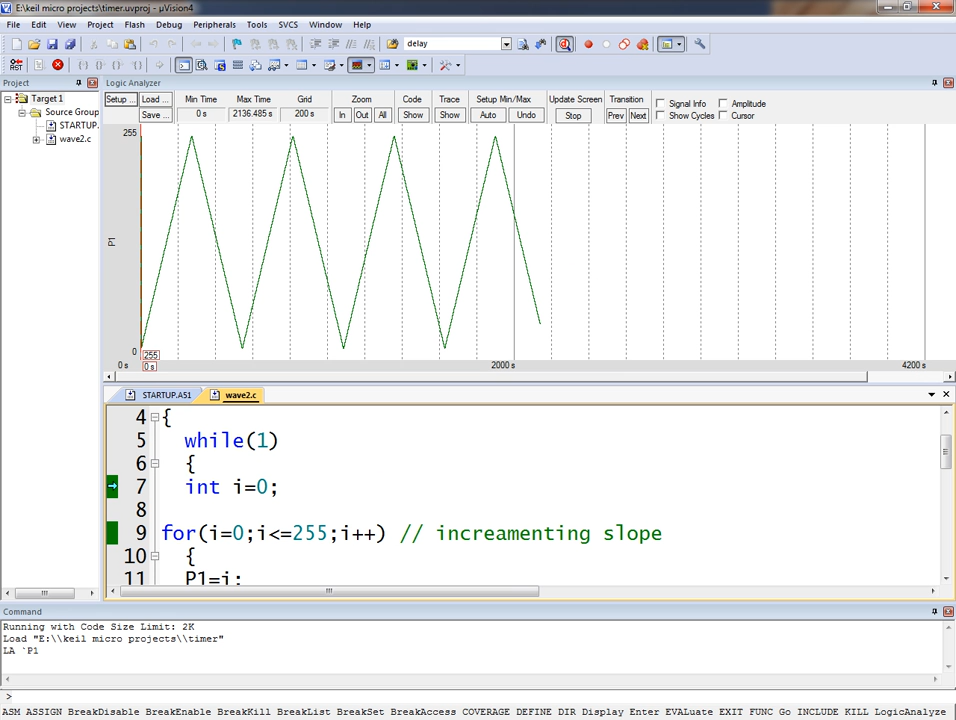 E:\keil micro projects\timer.uvproj - µVision4
File Edit View Project Flash Debug Peripherals Tools SVCS Window Help
delay
Project
Logic Analyzer
Target 1
Source Group
STARTUP.
wave2.c
Setup ... Load ... Min Time Max Time Grid Zoom Code Trace Setup Min/Max Update Screen Transition Signal Info Amplitude
Save ... 0 s 2136.485 s 200 s In Out All Show Show Auto Undo Stop Prev Next Show Cycles Cursor
255
P1
0
255
0 s 0 s 2000 s 4200 s
STARTUP.A51 wave2.c
4 {
5 while(1)
6 {
7 int i=0;
8
9 for(i=0;i<=255;i++) // increamenting slope
10 {
11 P1=i;
Command
Running with Code Size Limit: 2K
Load "E:\\keil micro projects\\timer"
LA `P1
>
ASM ASSIGN BreakDisable BreakEnable BreakKill BreakList BreakSet BreakAccess COVERAGE DEFINE DIR Display Enter EVALuate EXIT FUNC Go INCLUDE KILL LogicAnalyze